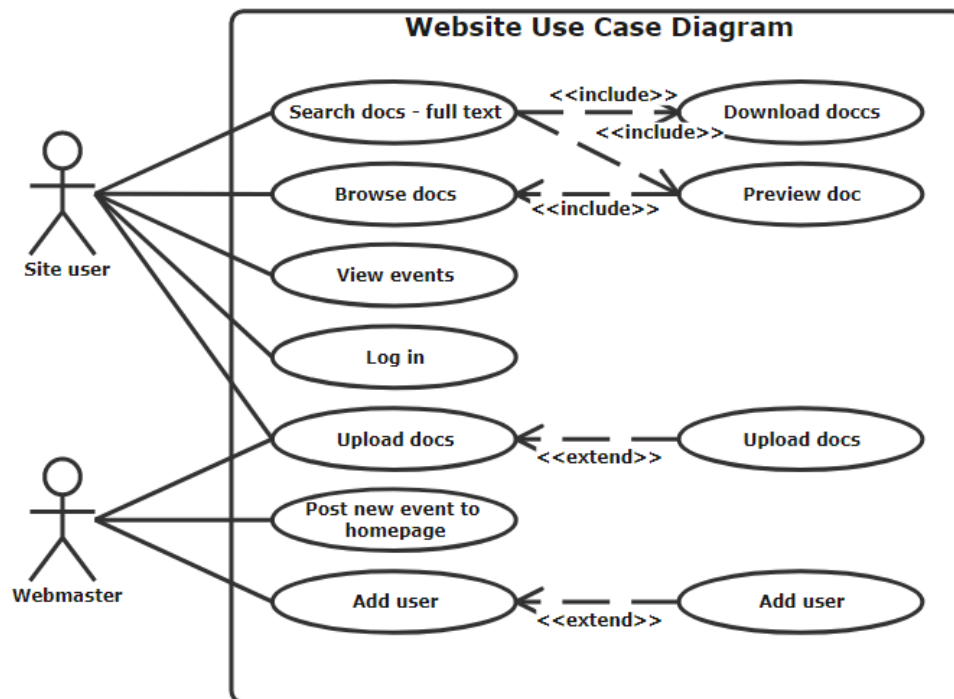 Website Use Case Diagram
Search docs - full text
<<include>>
Download doccs
<<include>>
Browse docs
<<include>>
Preview doc
Site user
View events
Log in
Upload docs
<<extend>>
Upload docs
Post new event to
homepage
Webmaster
Add user
<<extend>>
Add user